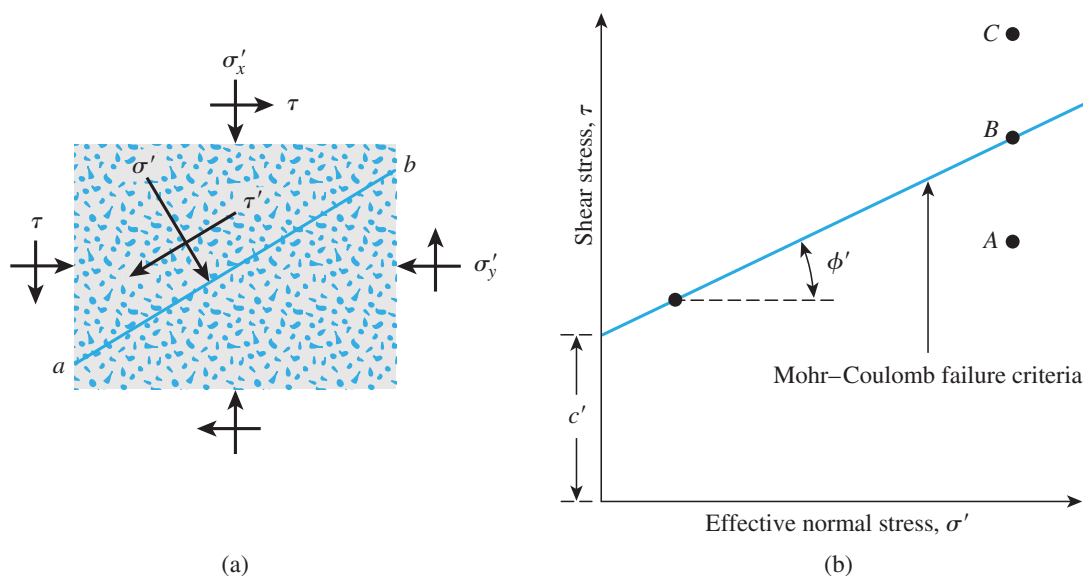 σ′x
τ
σ′
b
τ′
τ
σ′y
a
(a)
Shear stress, τ
C
B
A
ϕ′
Mohr–Coulomb failure criteria
c′
Effective normal stress, σ′
(b)